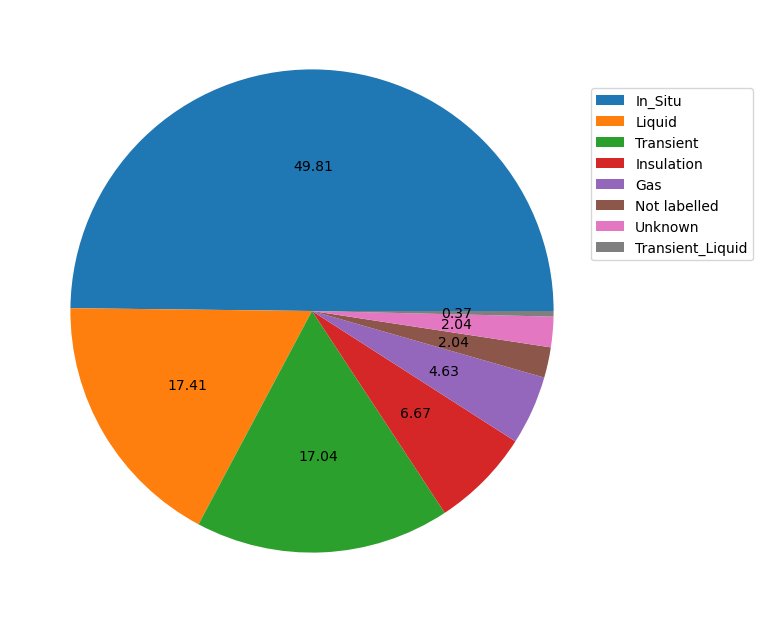 49.81
17.41
17.04
6.67
4.63
2.04
2.04
0.37
In_Situ
Liquid
Transient
Insulation
Gas
Not labelled
Unknown
Transient_Liquid